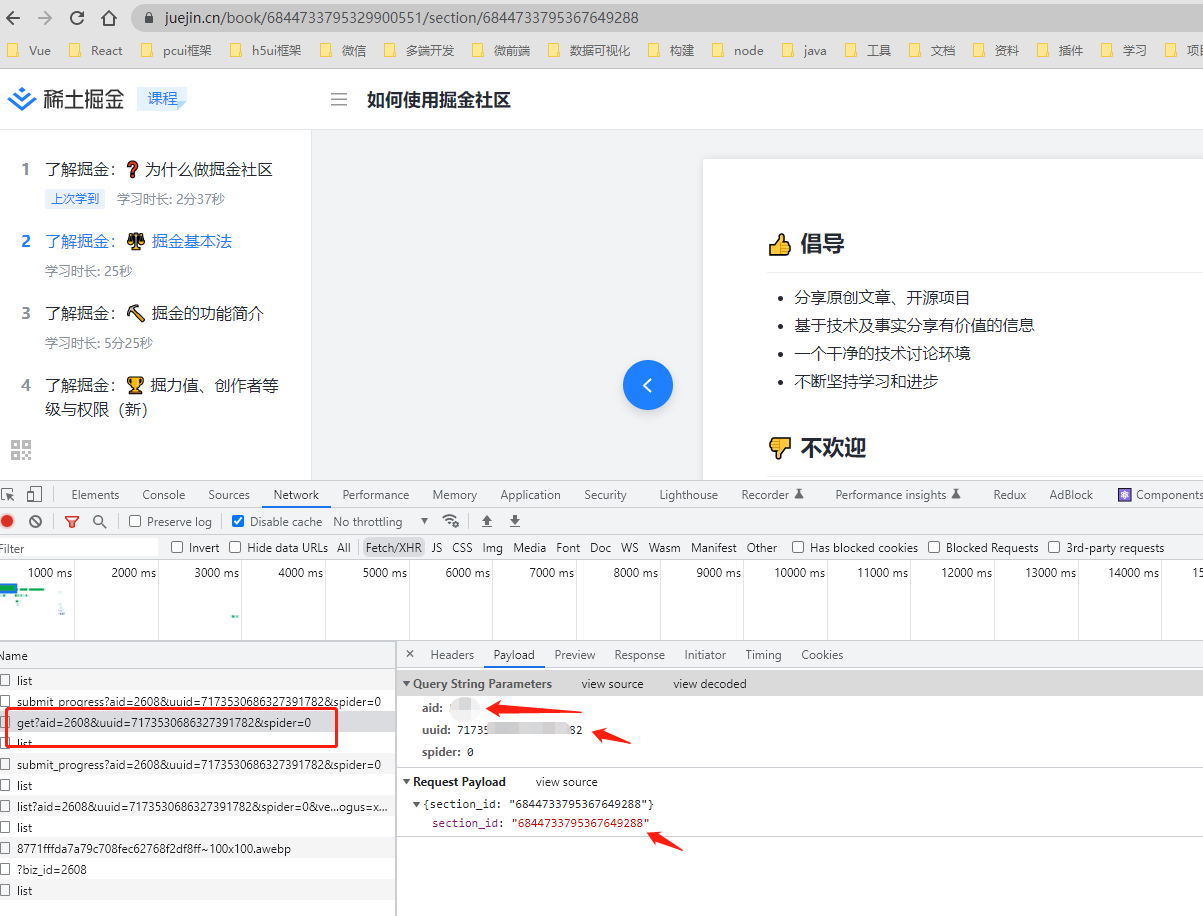 juejin.cn/book/6844733795329900551/section/6844733795367649288
Vue React pcui框架 h5ui框架 微信 多端开发 微前端 数据可视化 构建 node java 工具 文档 资料 插件 学习
稀土掘金 课程 如何使用掘金社区
1 了解掘金：❓ 为什么做掘金社区
上次学到 学习时长: 2分37秒
2 了解掘金：⚖ 掘金基本法
学习时长: 25秒
3 了解掘金：🔨 掘金的功能简介
学习时长: 5分25秒
4 了解掘金：🏆 掘力值、创作者等
级与权限（新）
👍 倡导
• 分享原创文章、开源项目
• 基于技术及事实分享有价值的信息
• 一个干净的技术讨论环境
• 不断坚持学习和进步
👎 不欢迎
Elements Console Sources Network Performance Memory Application Security Lighthouse Recorder Performance insights Redux AdBlock Components
Preserve log Disable cache No throttling
Filter Invert Hide data URLs All Fetch/XHR JS CSS Img Media Font Doc WS Wasm Manifest Other Has blocked cookies Blocked Requests 3rd-party requests
1000 ms 2000 ms 3000 ms 4000 ms 5000 ms 6000 ms 7000 ms 8000 ms 9000 ms 10000 ms 11000 ms 12000 ms 13000 ms 14000 ms
Name
list
submit_progress?aid=2608&uuid=7173530686327391782&spider=0
get?aid=2608&uuid=7173530686327391782&spider=0
list
submit_progress?aid=2608&uuid=7173530686327391782&spider=0
list
list?aid=2608&uuid=7173530686327391782&spider=0&ve...ogus=x...
list
8771fffda7a79c708fec62768f2df8ff~100x100.awebp
?biz_id=2608
list
× Headers Payload Preview Response Initiator Timing Cookies
Query String Parameters view source view decoded
aid:
uuid: 71735 82
spider: 0
Request Payload view source
{section_id: "6844733795367649288"}
section_id: "6844733795367649288"